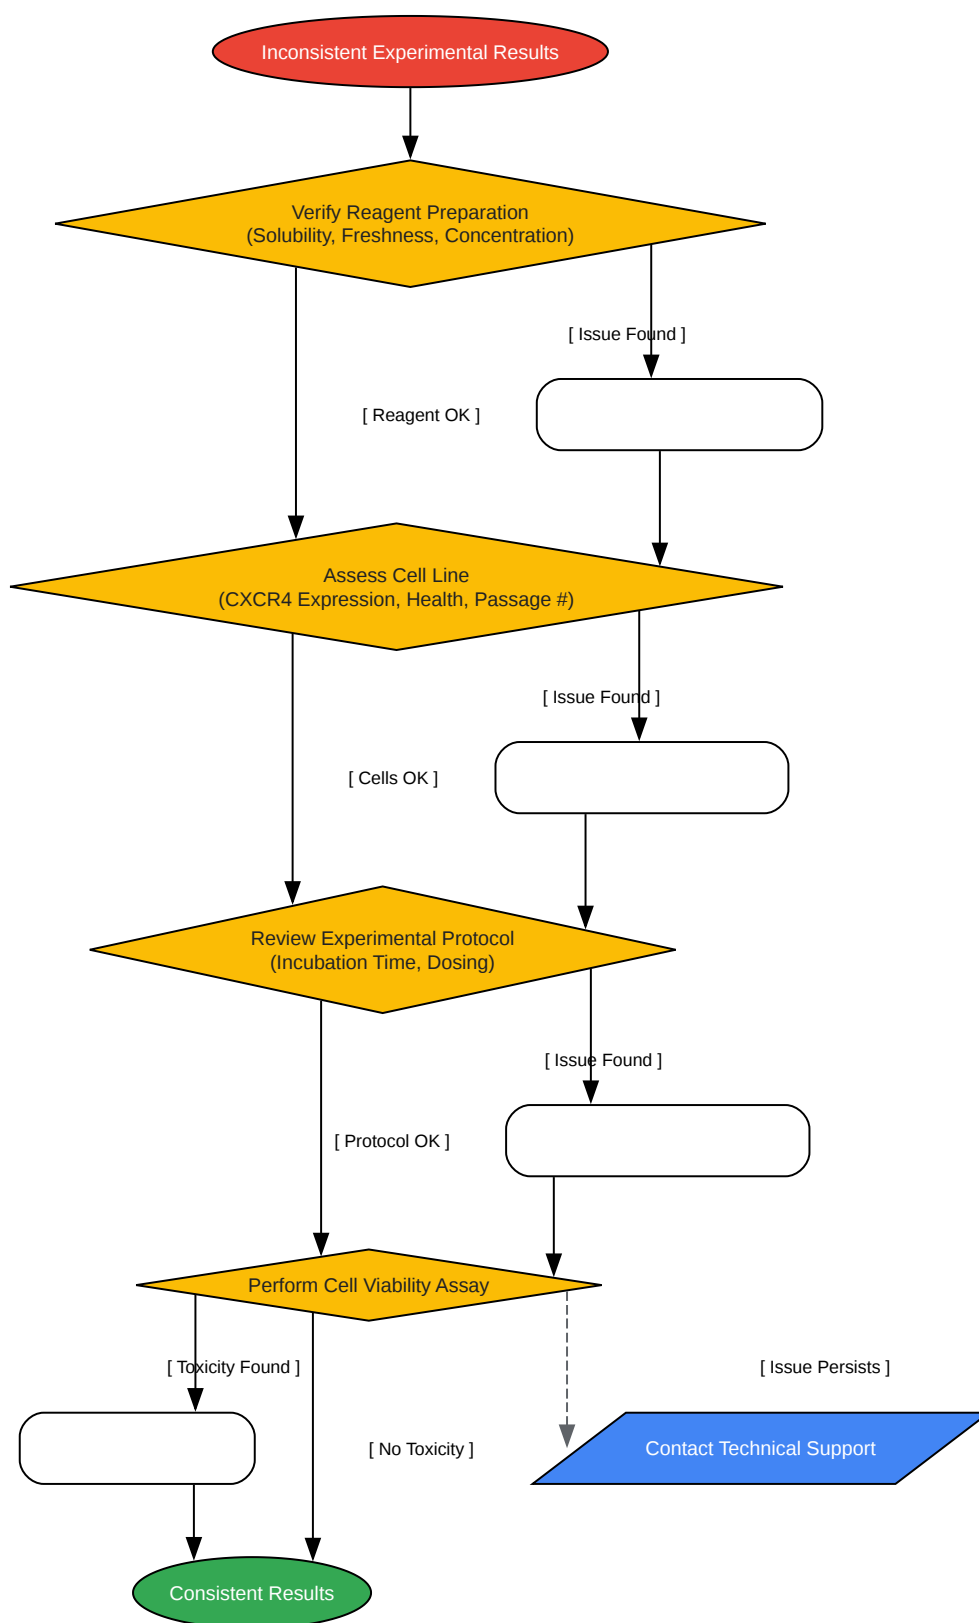 Inconsistent Experimental Results
Verify Reagent Preparation
(Solubility, Freshness, Concentration)
[ Issue Found ]
[ Reagent OK ]
Assess Cell Line
(CXCR4 Expression, Health, Passage #)
[ Issue Found ]
[ Cells OK ]
Review Experimental Protocol
(Incubation Time, Dosing)
[ Issue Found ]
[ Protocol OK ]
Perform Cell Viability Assay
[ Toxicity Found ]
[ Issue Persists ]
[ No Toxicity ]
Contact Technical Support
Consistent Results